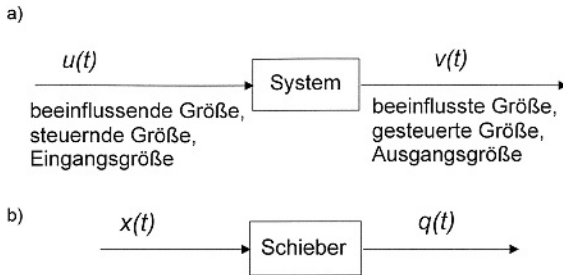 a)
u(t)
System
v(t)
beeinflussende Größe,
steuernde Größe,
Eingangsgröße
beeinflusste Größe,
gesteuerte Größe,
Ausgangsgröße
b)
x(t)
Schieber
q(t)